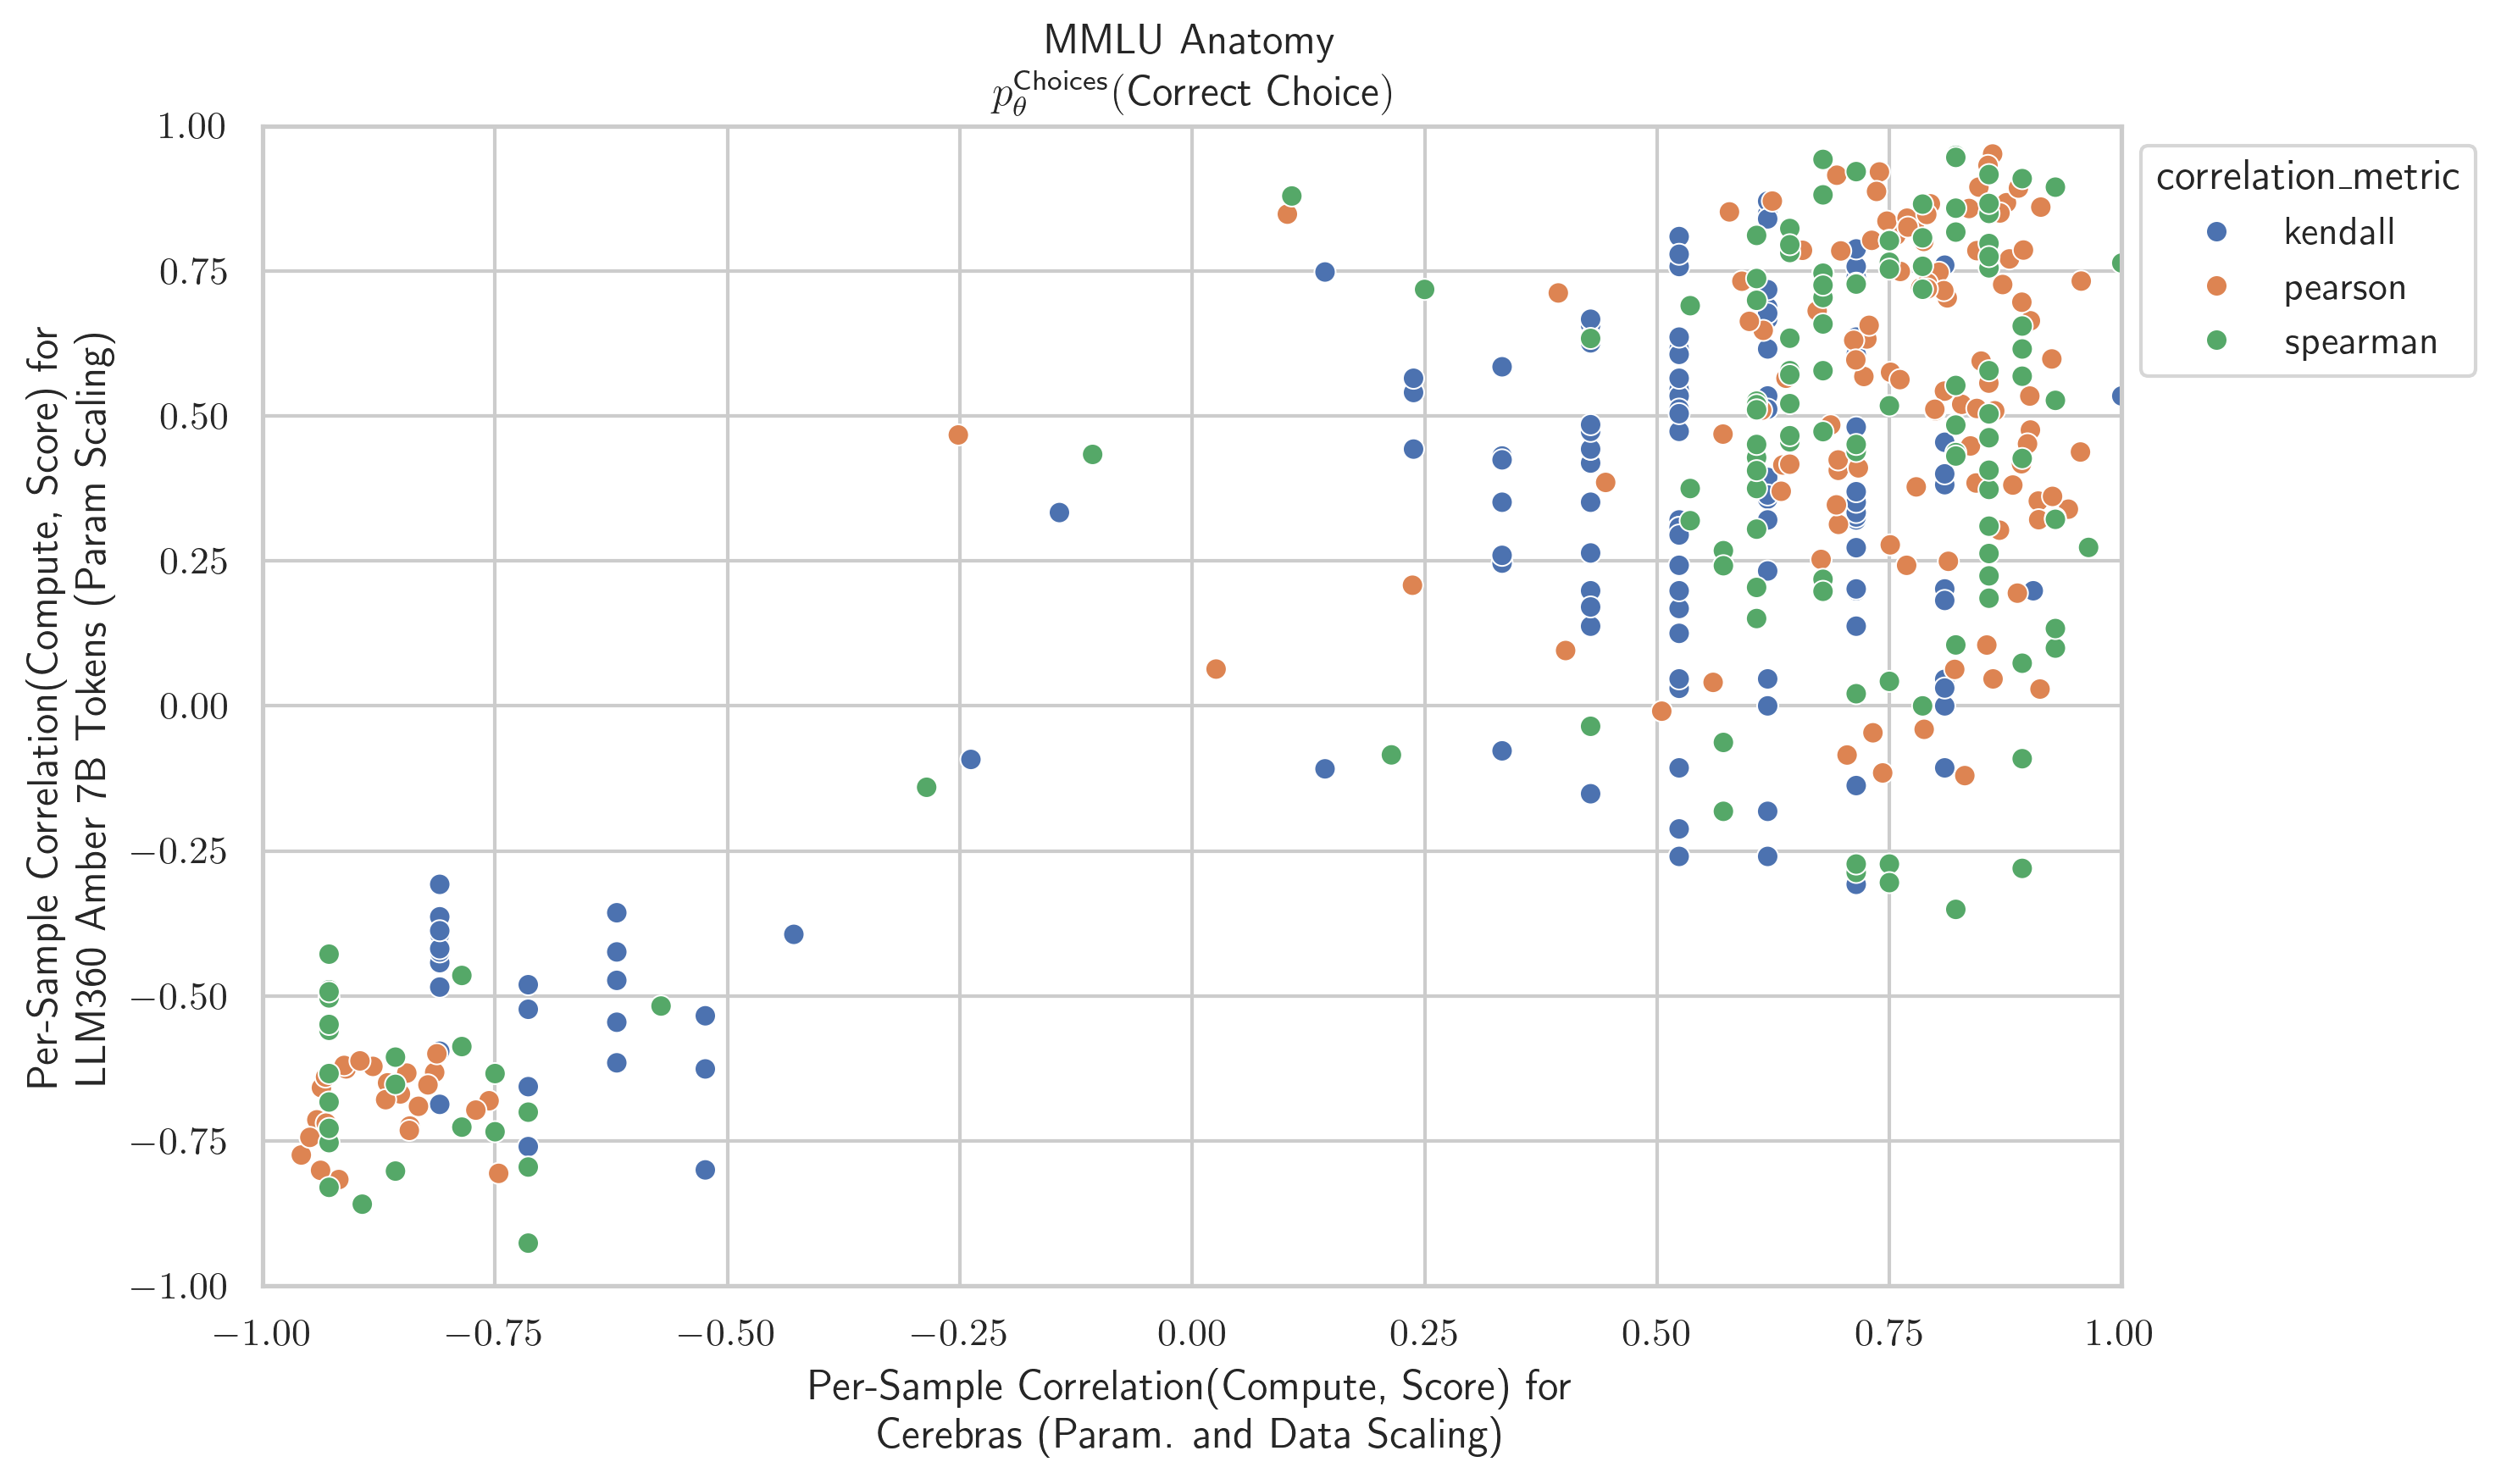 MMLU Anatomy
p_θ^Choices(Correct Choice)
1.00
0.75
0.50
0.25
0.00
−0.25
−0.50
−0.75
−1.00
Per-Sample Correlation(Compute, Score) for
LLM360 Amber 7B Tokens (Param Scaling)
−1.00 −0.75 −0.50 −0.25 0.00 0.25 0.50 0.75 1.00
Per-Sample Correlation(Compute, Score) for
Cerebras (Param. and Data Scaling)
correlation_metric
kendall
pearson
spearman